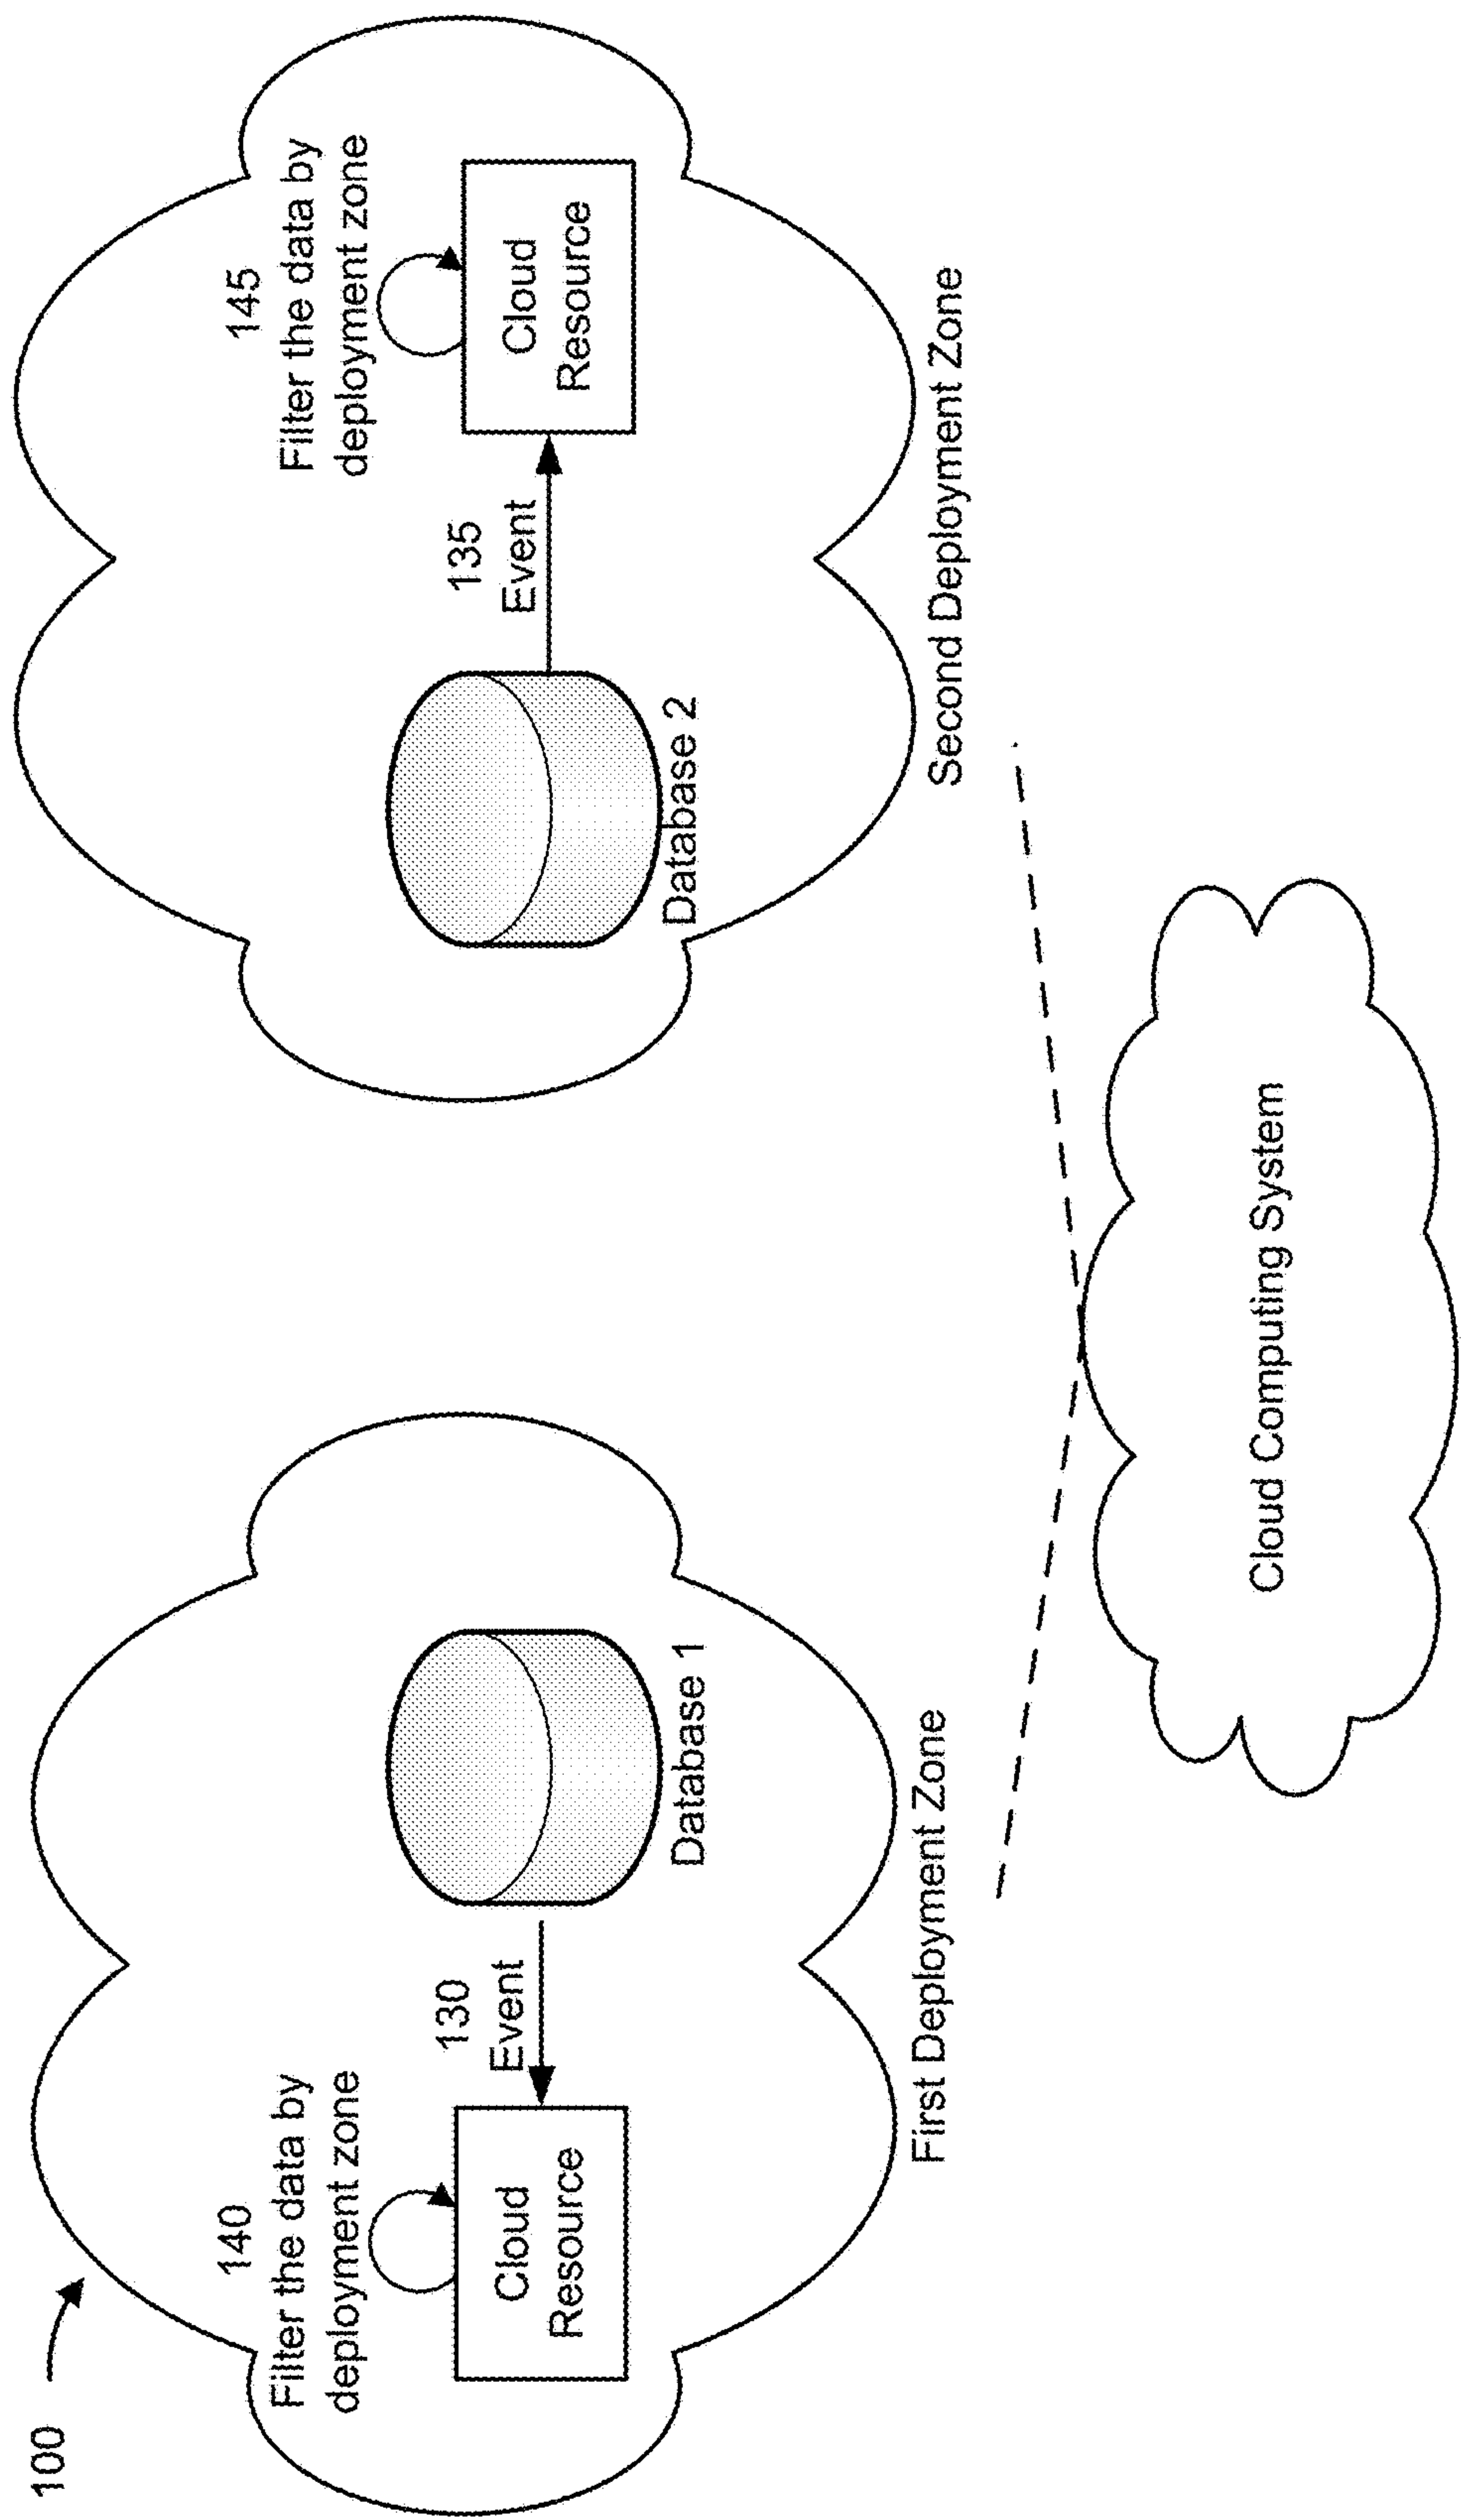 100
140
Filter the data by
deployment zone
Cloud
Resource
130
Event
Database 1
First Deployment Zone
145
Filter the data by
deployment zone
Cloud
Resource
135
Event
Database 2
Second Deployment Zone
Cloud Computing System